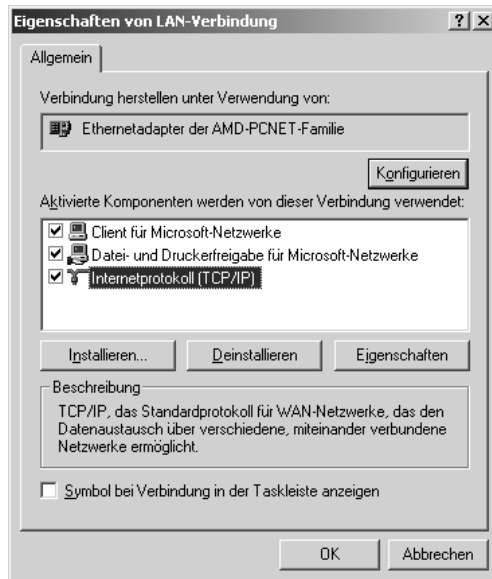 Eigenschaften von LAN-Verbindung
Allgemein
Verbindung herstellen unter Verwendung von:
Ethernetadapter der AMD-PCNET-Familie
Konfigurieren
Aktivierte Komponenten werden von dieser Verbindung verwendet:
Client für Microsoft-Netzwerke
Datei- und Druckerfreigabe für Microsoft-Netzwerke
Internetprotokoll (TCP/IP)
Installieren...
Deinstallieren
Eigenschaften
Beschreibung
TCP/IP, das Standardprotokoll für WAN-Netzwerke, das den
Datenaustausch über verschiedene, miteinander verbundene
Netzwerke ermöglicht.
Symbol bei Verbindung in der Taskleiste anzeigen
OK
Abbrechen